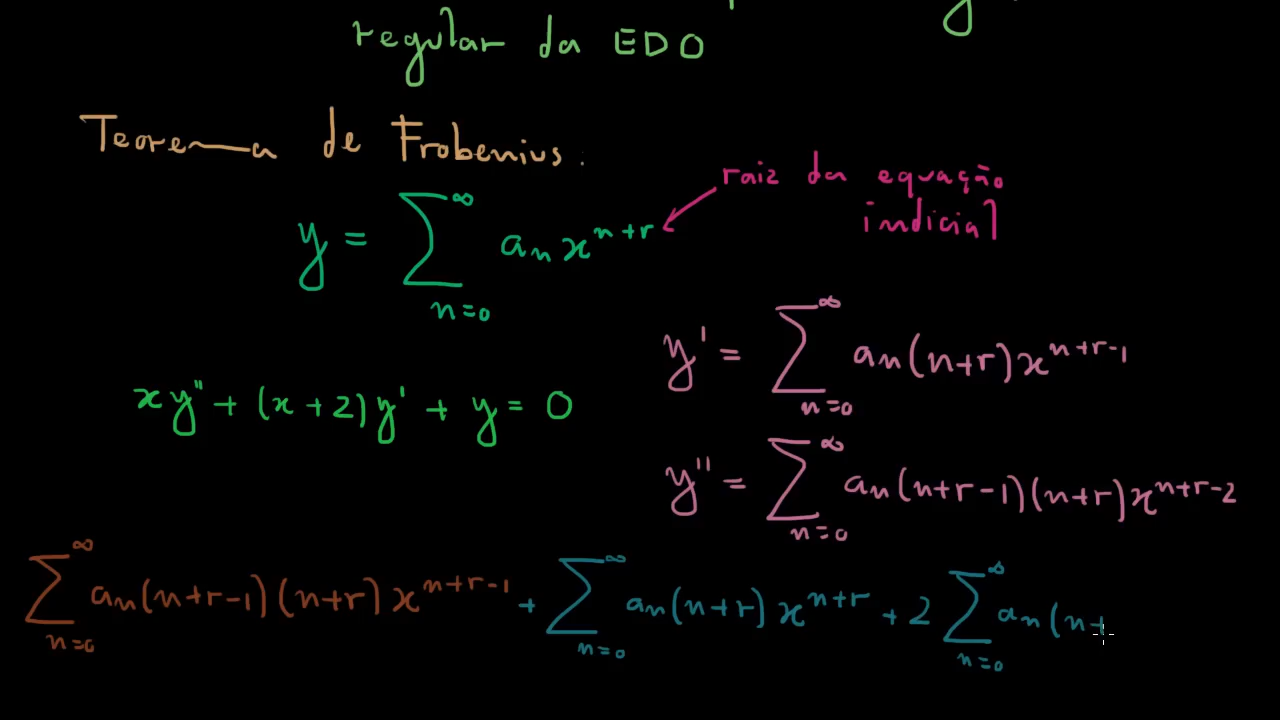 regular da EDO
Teorema de Frobenius:
raiz da equação
indicial
y = ∑_{n=0}^{∞} a_n x^{n+r}
y' = ∑_{n=0}^{∞} a_n (n+r) x^{n+r-1}
xy'' + (x+2)y' + y = 0
y'' = ∑_{n=0}^{∞} a_n (n+r-1)(n+r) x^{n+r-2}
∑_{n=0}^{∞} a_n (n+r-1)(n+r) x^{n+r-1} + ∑_{n=0}^{∞} a_n (n+r) x^{n+r} + 2 ∑_{n=0}^{∞} a_n (n+